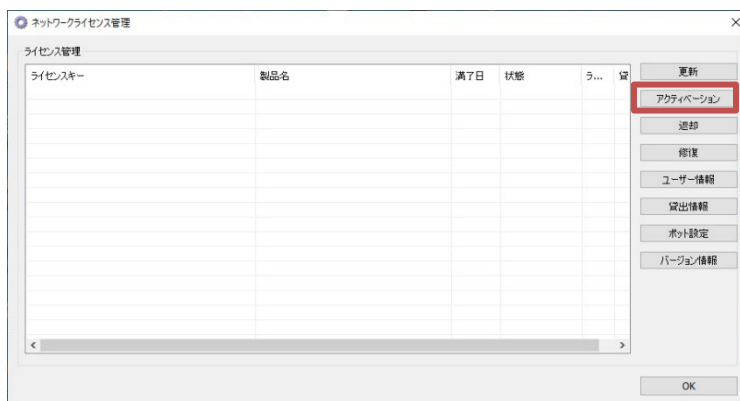 ネットワークライセンス管理
ライセンス管理
ライセンスキー 製品名 満了日 状態 ラ... 貸
更新
アクティベーション
返却
修復
ユーザー情報
貸出情報
ポット設定
バージョン情報
OK